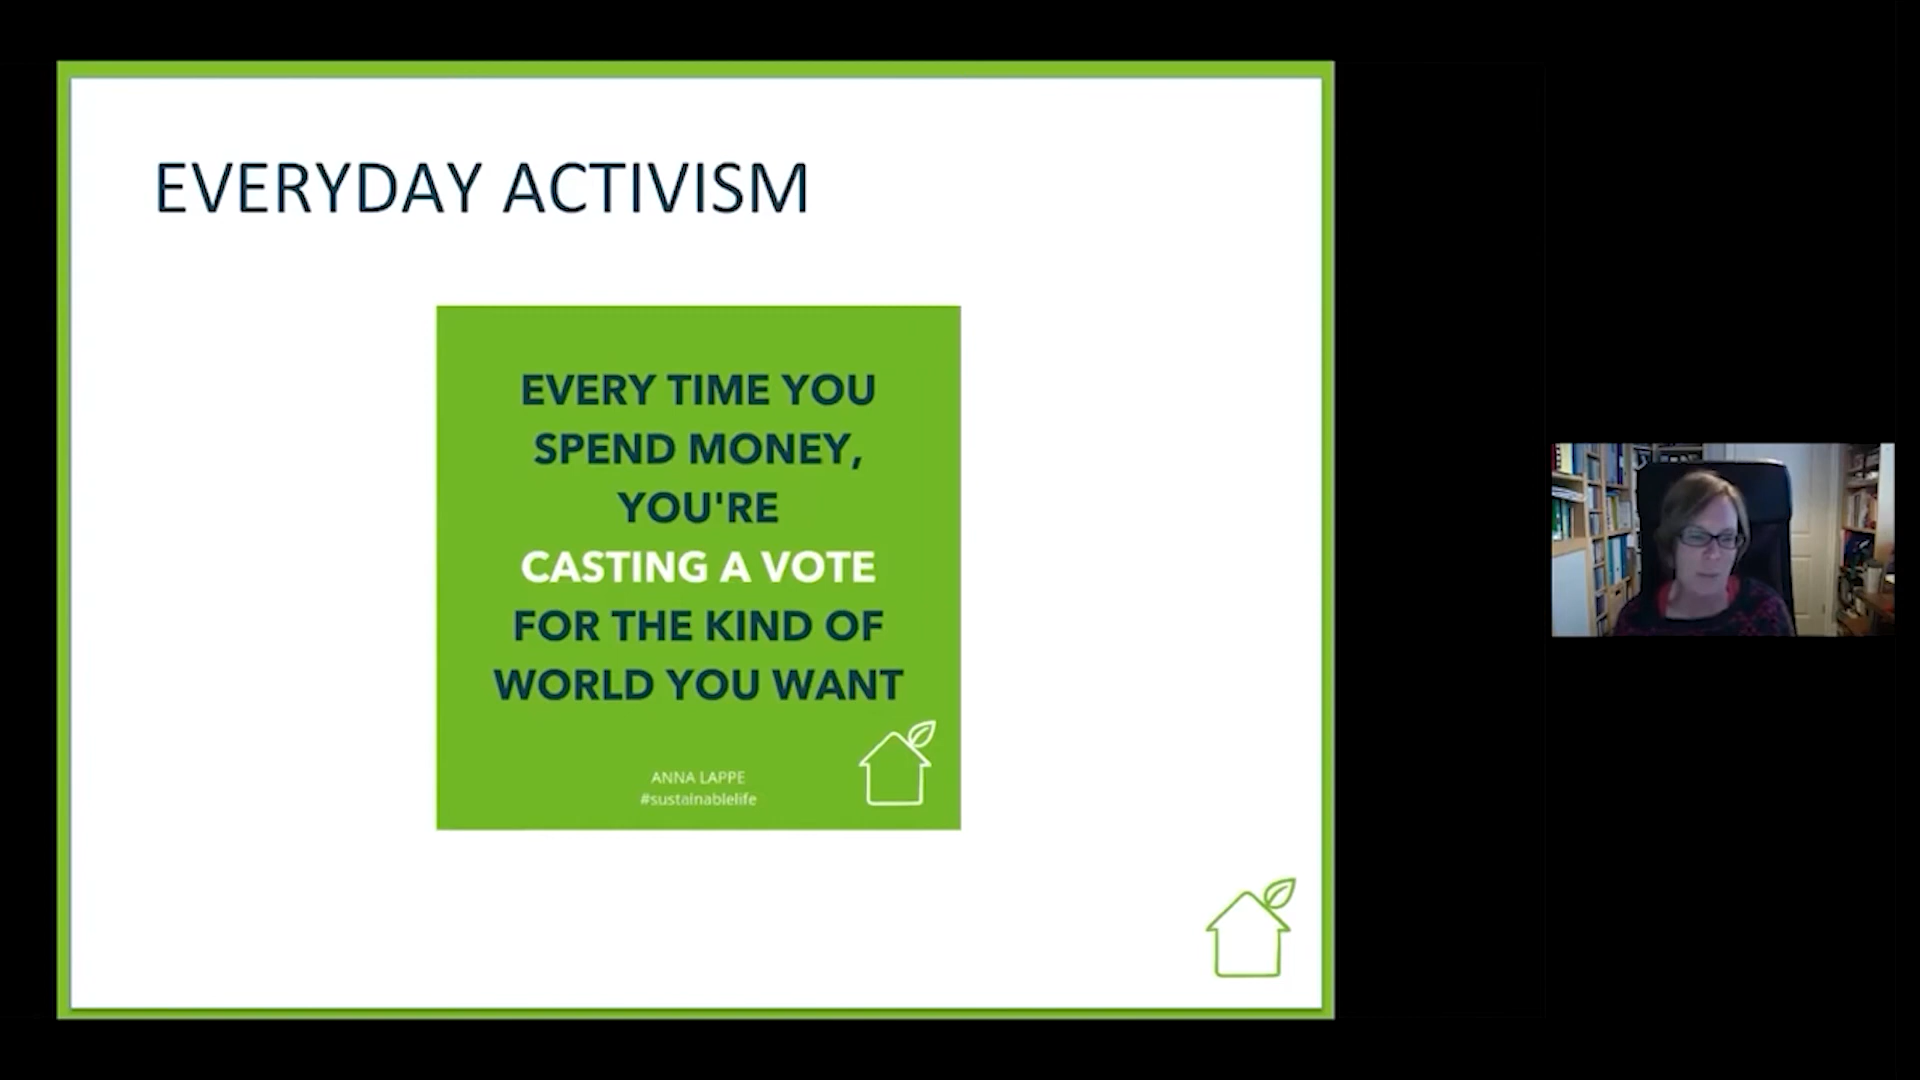 EVERYDAY ACTIVISM
EVERY TIME YOU
SPEND MONEY,
YOU'RE
CASTING A VOTE
FOR THE KIND OF
WORLD YOU WANT
ANNA LAPPE
#sustainablelife